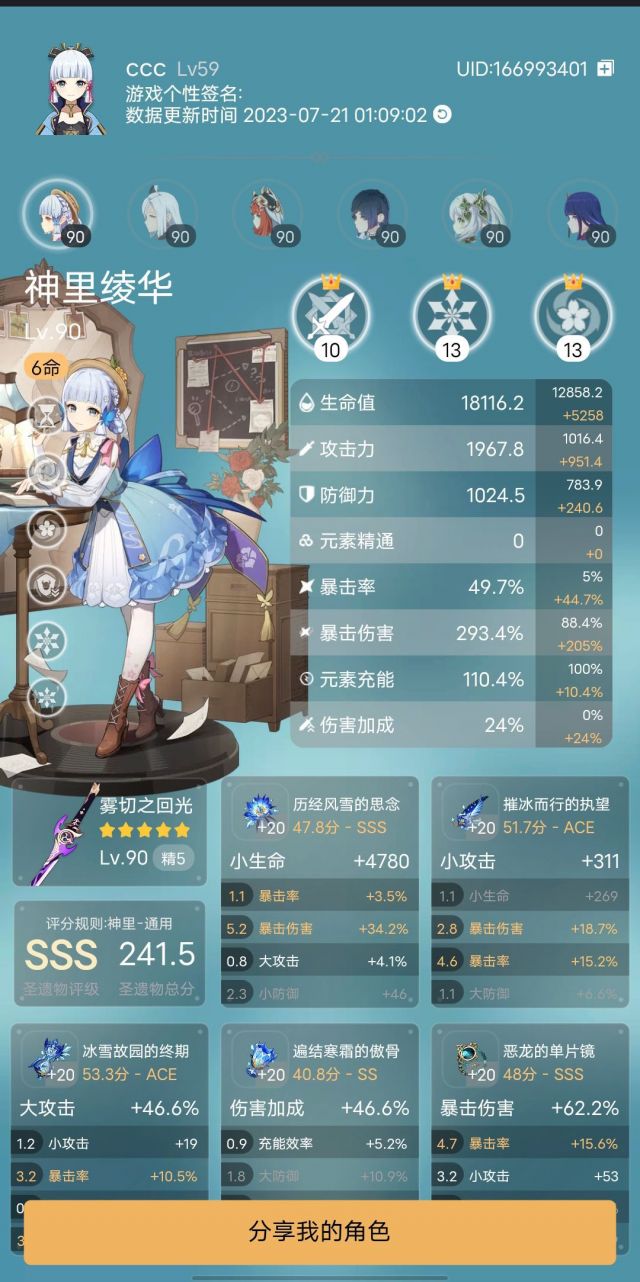 ccc Lv59
UID:166993401
游戏个性签名:
数据更新时间 2023-07-21 01:09:02
90 90 90 90 90 90
神里绫华
Lv.90
6命
10 13 13
生命值 18116.2 12858.2 +5258
攻击力 1967.8 1016.4 +951.4
防御力 1024.5 783.9 +240.6
元素精通 0 0 +0
暴击率 49.7% 5% +44.7%
暴击伤害 293.4% 88.4% +205%
元素充能 110.4% 100% +10.4%
伤害加成 24% 0% +24%
雾切之回光
Lv.90 精5
评分规则:神里-通用
SSS 241.5
圣遗物评级 圣遗物总分
历经风雪的思念
+20 47.8分 - SSS
小生命 +4780
1.1 暴击率 +3.5%
5.2 暴击伤害 +34.2%
0.8 大攻击 +4.1%
2.3 小防御 +46
摧冰而行的执望
+20 51.7分 - ACE
小攻击 +311
1.1 小生命 +269
2.8 暴击伤害 +18.7%
4.6 暴击率 +15.2%
1.1 大防御 +6.6%
冰雪故园的终期
+20 53.3分 - ACE
大攻击 +46.6%
1.2 小攻击 +19
3.2 暴击率 +10.5%
遍结寒霜的傲骨
+20 40.8分 - SS
伤害加成 +46.6%
0.9 充能效率 +5.2%
1.8 大防御 +10.9%
恶龙的单片镜
+20 48分 - SSS
暴击伤害 +62.2%
4.7 暴击率 +15.6%
3.2 小攻击 +53
分享我的角色